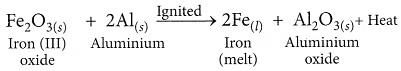 Fe₂O₃₍ₛ₎ + 2Al₍ₛ₎ Ignited → 2Fe₍ₗ₎ + Al₂O₃₍ₛ₎ + Heat
Iron (III) Aluminium Iron Aluminium
oxide (melt) oxide